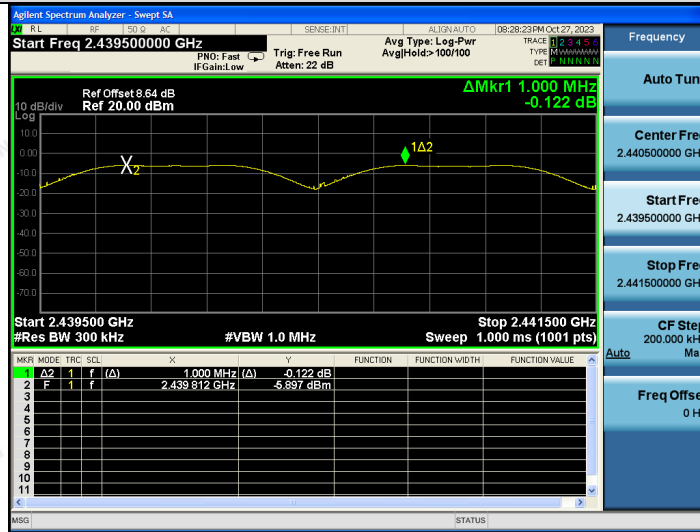 Agilent Spectrum Analyzer - Swept SA
LXI RL RF 50 Ω AC SENSE:INT ALIGNAUTO 08:28:23PM Oct 27, 2023
Start Freq 2.439500000 GHz
PNO: Fast
IFGain:Low
Trig: Free Run
Atten: 22 dB
Avg Type: Log-Pwr
Avg|Hold:>100/100
TRACE 1 2 3 4 5 6
TYPE M
DET P N N N N N
ΔMkr1 1.000 MHz
-0.122 dB
Ref Offset 8.64 dB
10 dB/div Ref 20.00 dBm
Log
10.0
0.00
-10.0
-20.0
-30.0
-40.0
-50.0
-60.0
-70.0
X2
1Δ2
Start 2.439500 GHz Stop 2.441500 GHz
#Res BW 300 kHz #VBW 1.0 MHz Sweep 1.000 ms (1001 pts)
MKR MODE TRC SCL X Y FUNCTION FUNCTION WIDTH FUNCTION VALUE
1 Δ2 1 f (Δ) 1.000 MHz (Δ) -0.122 dB
2 F 1 f 2.439 812 GHz -5.897 dBm
3
4
5
6
7
8
9
10
11
MSG STATUS
Frequency
Auto Tun
Center Fre
2.440500000 GH
Start Fre
2.439500000 GH
Stop Fre
2.441500000 GH
CF Step
200.000 kH
Auto Ma
Freq Offse
0 H